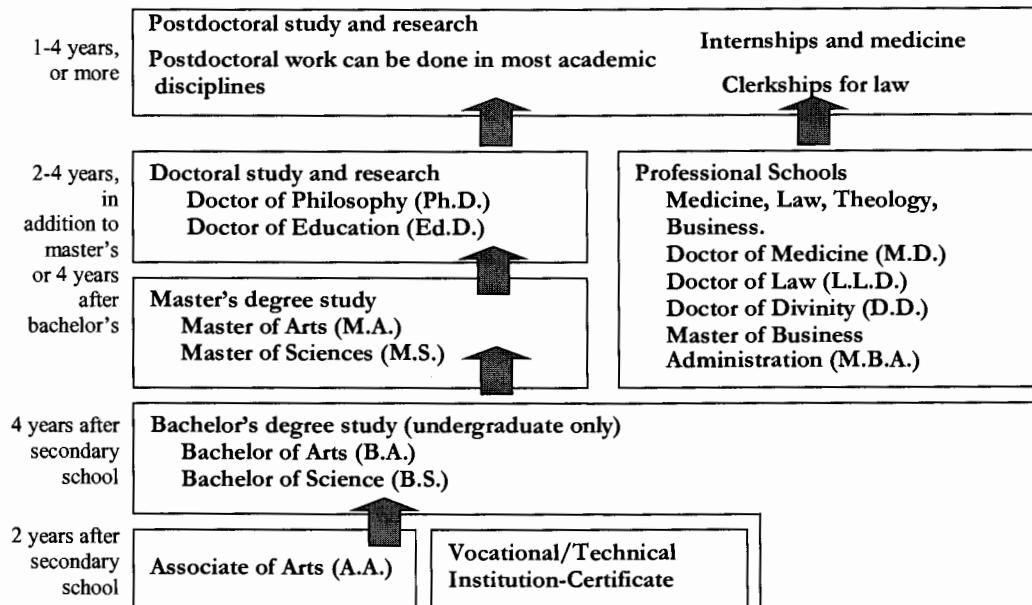 1-4 years,
or more
Postdoctoral study and research
Postdoctoral work can be done in most academic
disciplines
Internships and medicine
Clerkships for law
2-4 years,
in
addition to
master's
or 4 years
after
bachelor's
Doctoral study and research
Doctor of Philosophy (Ph.D.)
Doctor of Education (Ed.D.)
Master's degree study
Master of Arts (M.A.)
Master of Sciences (M.S.)
Professional Schools
Medicine, Law, Theology,
Business.
Doctor of Medicine (M.D.)
Doctor of Law (L.L.D.)
Doctor of Divinity (D.D.)
Master of Business
Administration (M.B.A.)
4 years after
secondary
school
Bachelor's degree study (undergraduate only)
Bachelor of Arts (B.A.)
Bachelor of Science (B.S.)
2 years after
secondary
school
Associate of Arts (A.A.)
Vocational/Technical
Institution-Certificate